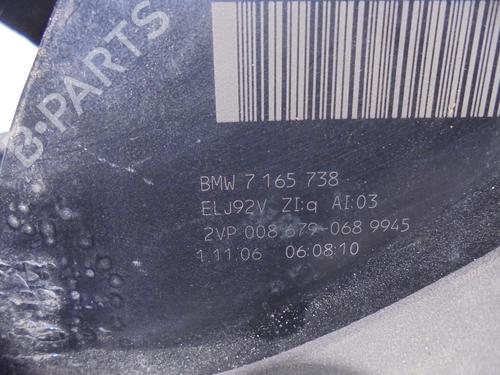 B-PARTS
BMW 7 165 738
ELJ92V ZI:q AI:03
2VP 008 679-068 9945
1 11.06 06:08:10